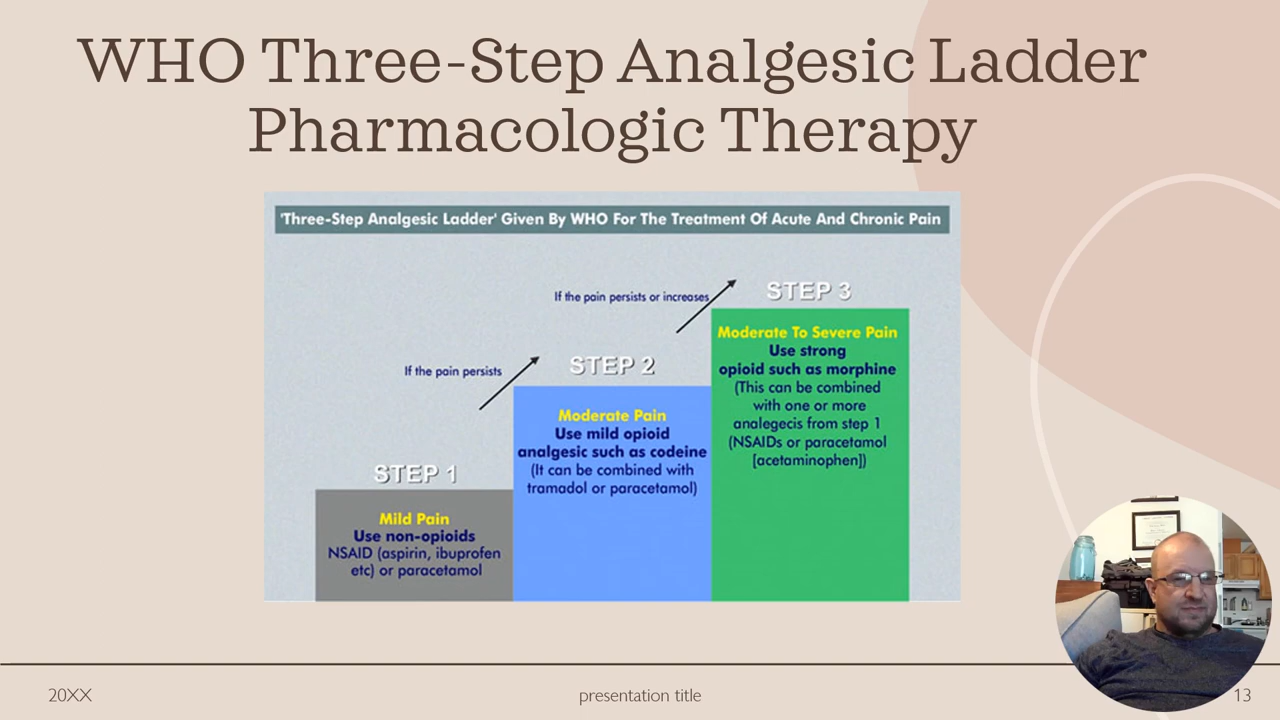 WHO Three-Step Analgesic Ladder
Pharmacologic Therapy
'Three-Step Analgesic Ladder' Given By WHO For The Treatment Of Acute And Chronic Pain
If the pain persists or increases
STEP 3
Moderate To Severe Pain
Use strong
opioid such as morphine
(This can be combined
with one or more
analegecis from step 1
(NSAIDs or paracetamol
[acetaminophen])
If the pain persists
STEP 2
Moderate Pain
Use mild opioid
analgesic such as codeine
(It can be combined with
tramadol or paracetamol)
STEP 1
Mild Pain
Use non-opioids
NSAID (aspirin, ibuprofen
etc) or paracetamol
20XX
presentation title
13